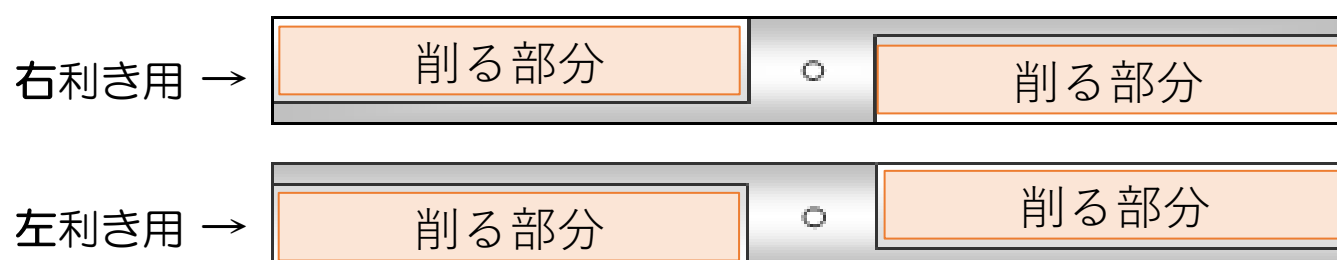 削る部分
右利き用 → 削る部分
削る部分
左利き用 → 削る部分